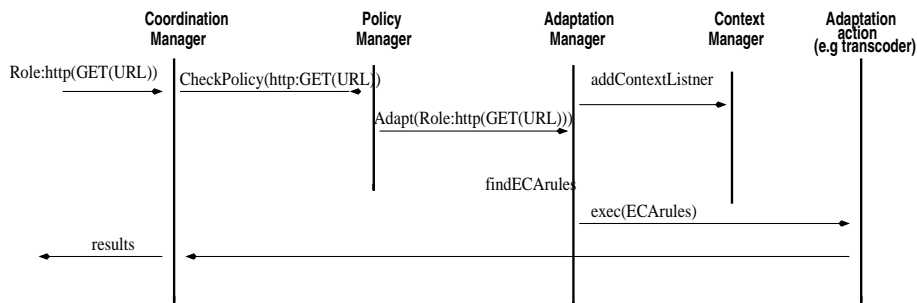 Coordination
Manager
Policy
Manager
Adaptation
Manager
Context
Manager
Adaptation
action
(e.g transcoder)
Role:http(GET(URL))
CheckPolicy(http:GET(URL))
addContextListner
Adapt(Role:http(GET(URL)))
findECArules
exec(ECArules)
results